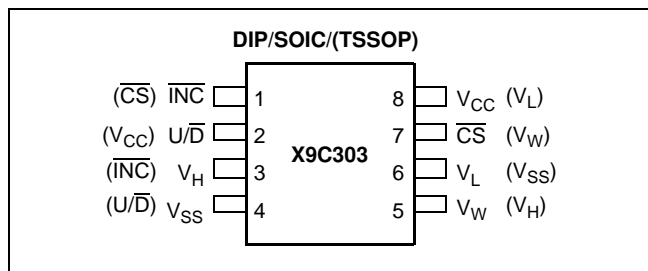 DIP/SOIC/(TSSOP)
(C̅S̅) I̅N̅C̅ 1 8 VCC (VL)
(VCC) U/D̅ 2 7 C̅S̅ (VW)
X9C303
(I̅N̅C̅) VH 3 6 VL (VSS)
(U/D̅) VSS 4 5 VW (VH)